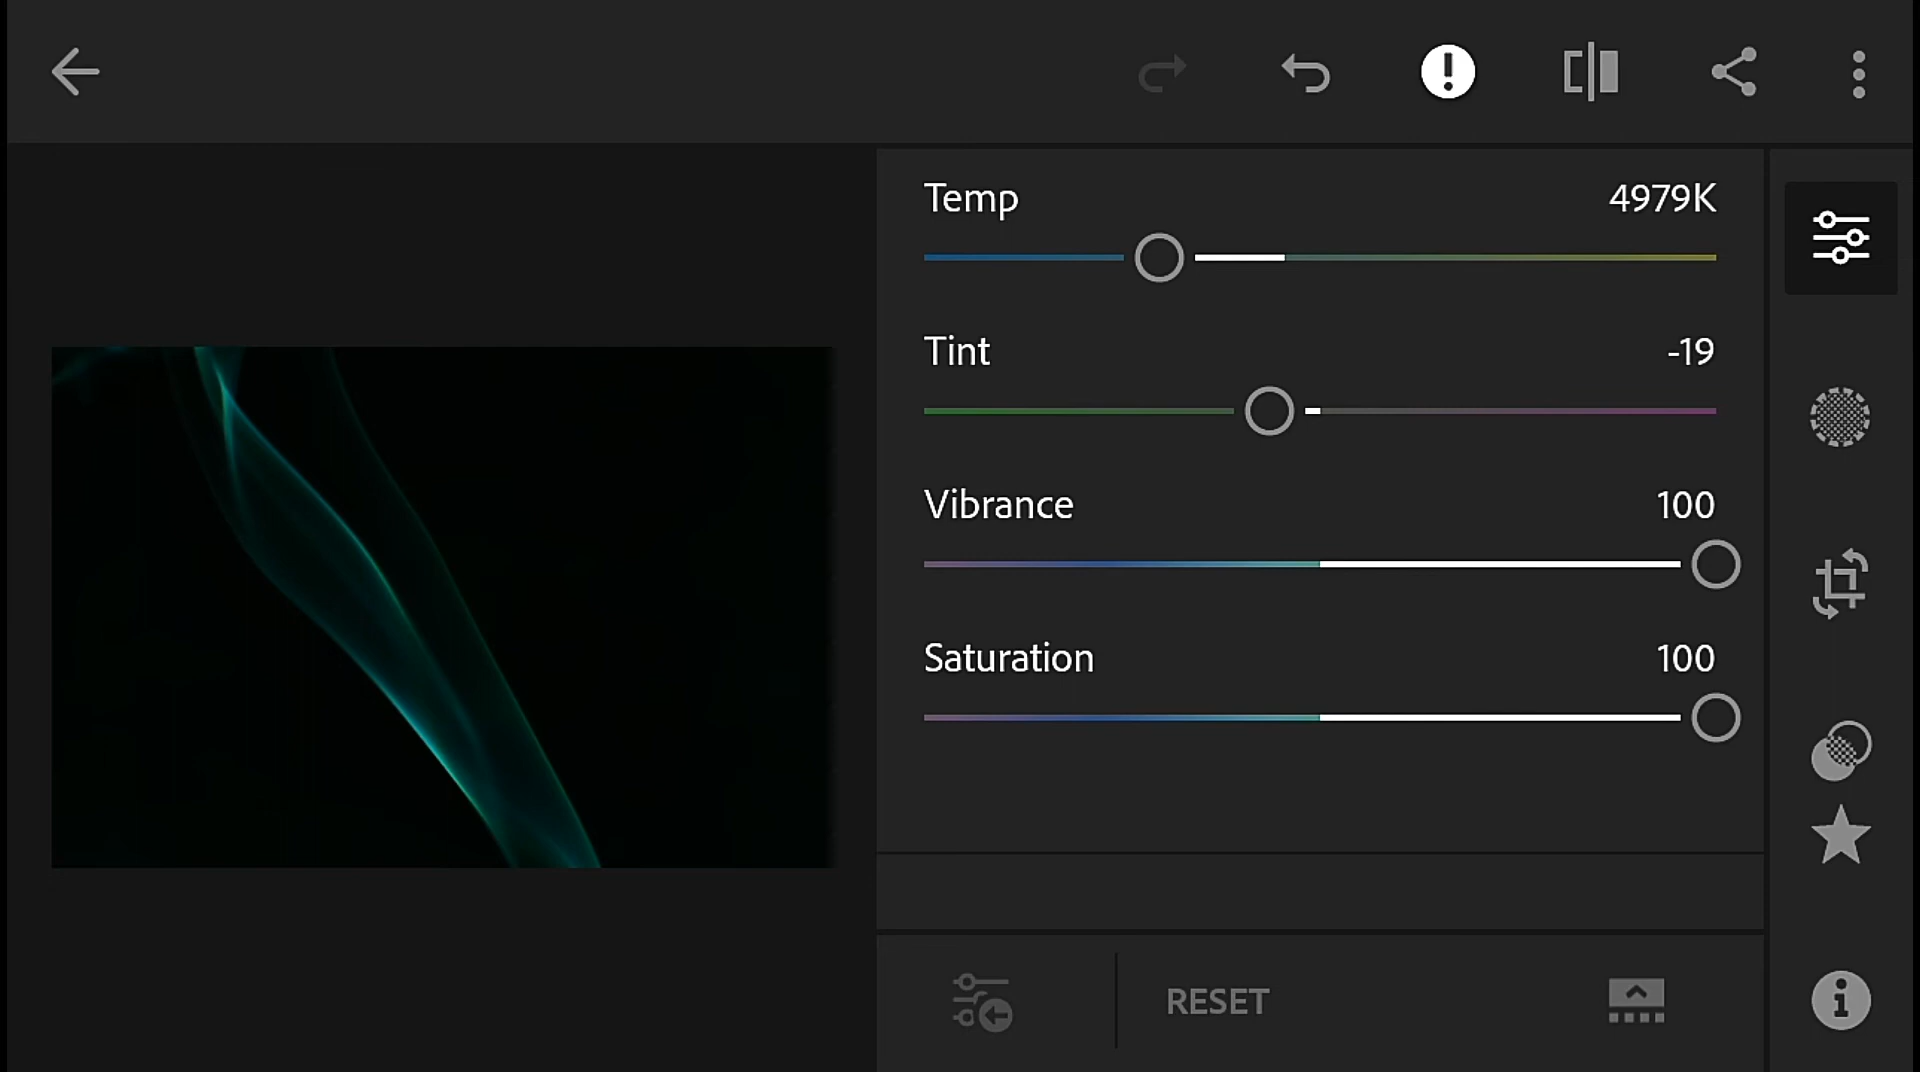 Temp 4979K
Tint -19
Vibrance 100
Saturation 100
RESET